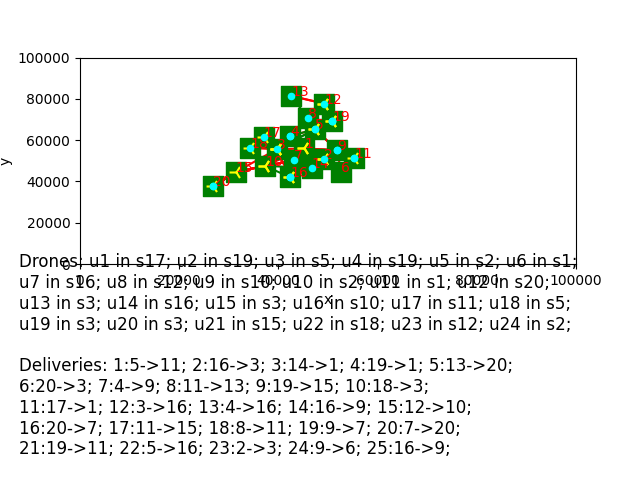 100000
80000
60000
40000
20000
0
y
13
20000
40000
60000
80000
100000
x
Drones: u1 in s17; u2 in s19; u3 in s5; u4 in s19; u5 in s2; u6 in s1;
u7 in s16; u8 in s12; u9 in s10; u10 in s2; u11 in s1; u12 in s20;
u13 in s3; u14 in s16; u15 in s3; u16 in s10; u17 in s11; u18 in s5;
u19 in s3; u20 in s3; u21 in s15; u22 in s18; u23 in s12; u24 in s2;
Deliveries: 1:5->11; 2:16->3; 3:14->1; 4:19->1; 5:13->20;
6:20->3; 7:4->9; 8:11->13; 9:19->15; 10:18->3;
11:17->1; 12:3->16; 13:4->16; 14:16->9; 15:12->10;
16:20->7; 17:11->15; 18:8->11; 19:9->7; 20:7->20;
21:19->11; 22:5->16; 23:2->3; 24:9->6; 25:16->9;